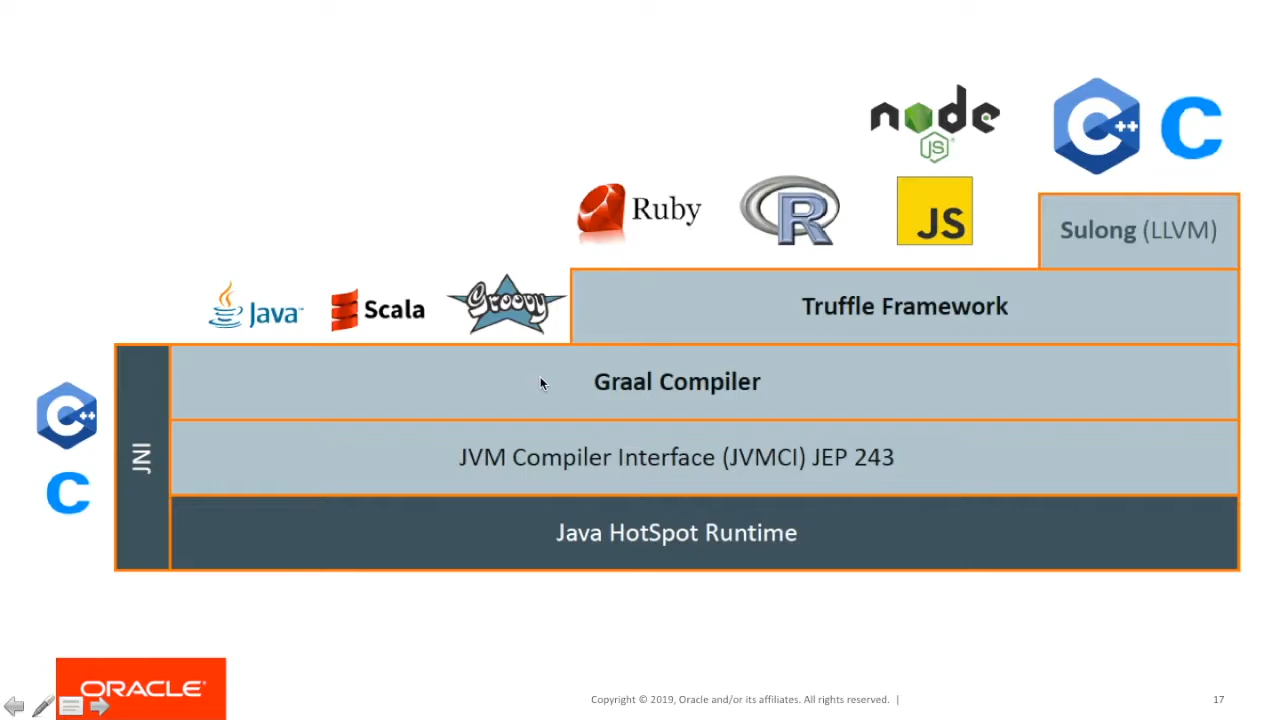 node
JS
C++
C
Ruby
R
JS
Sulong (LLVM)
Java™
Scala
Groovy
Truffle Framework
Graal Compiler
C++
C
JNI
JVM Compiler Interface (JVMCI) JEP 243
Java HotSpot Runtime
ORACLE®
Copyright © 2019, Oracle and/or its affiliates. All rights reserved. |
17